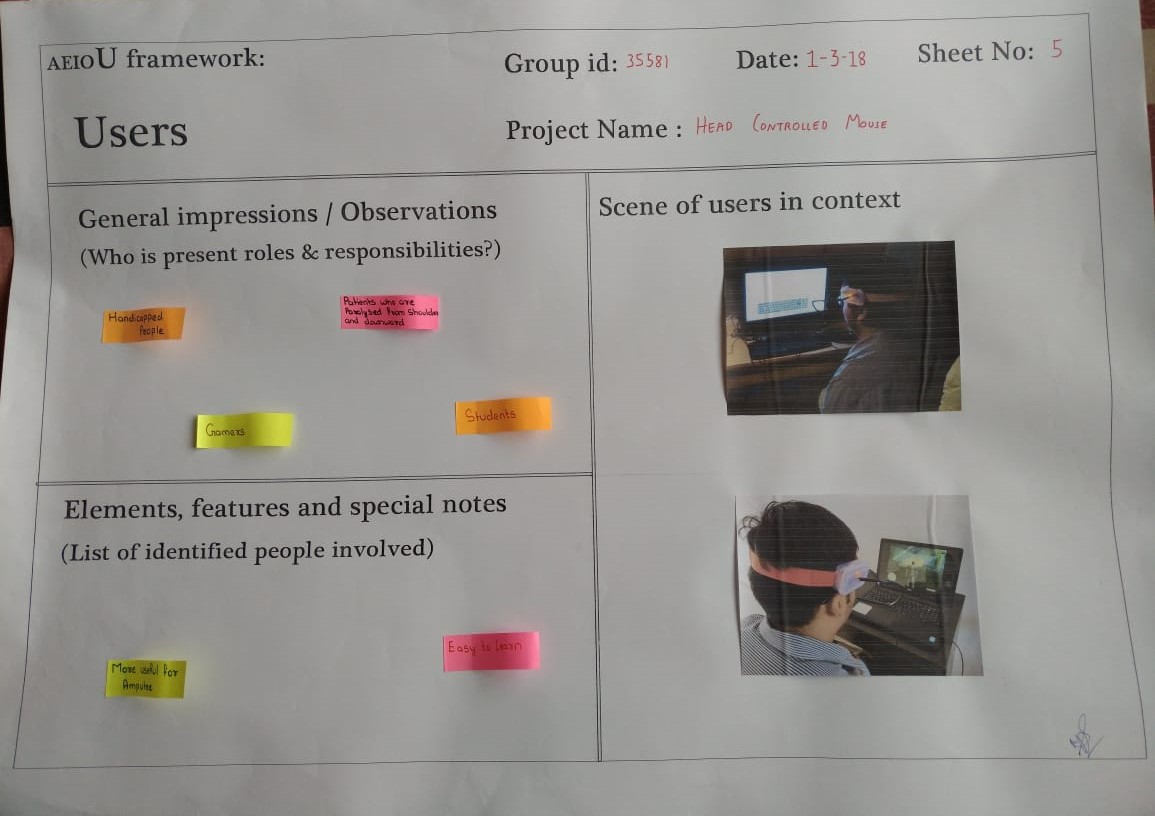 AEIOU framework:
Group id: 35581
Date: 1-3-18
Sheet No: 5
Users
Project Name : HEAD CONTROLLED MOUSE
General impressions / Observations
(Who is present roles & responsibilities?)
Handicapped
People
Patients who are
Paralysed from Shoulder
and downward
Gamers
Students
Elements, features and special notes
(List of identified people involved)
More useful for
Ampute
Easy to learn
Scene of users in context